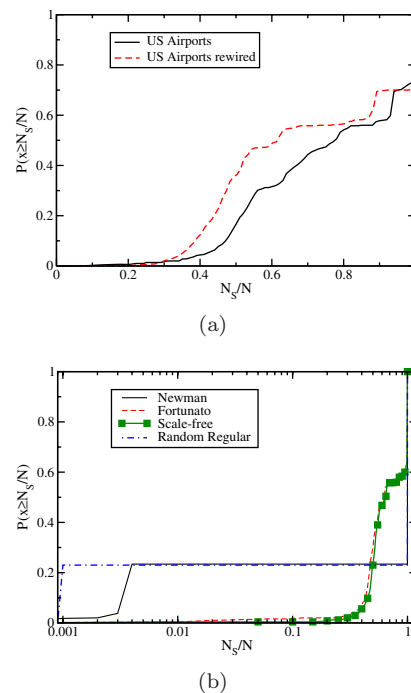 1
0.8
0.6
0.4
0.2
0
P(x≥N_S/N)
US Airports
US Airports rewired
0 0.2 0.4 0.6 0.8
N_S/N
(a)
1
0.8
0.6
0.4
0.2
0
P(x≥N_S/N)
Newman
Fortunato
Scale-free
Random Regular
0.001 0.01 0.1 1
N_S/N
(b)